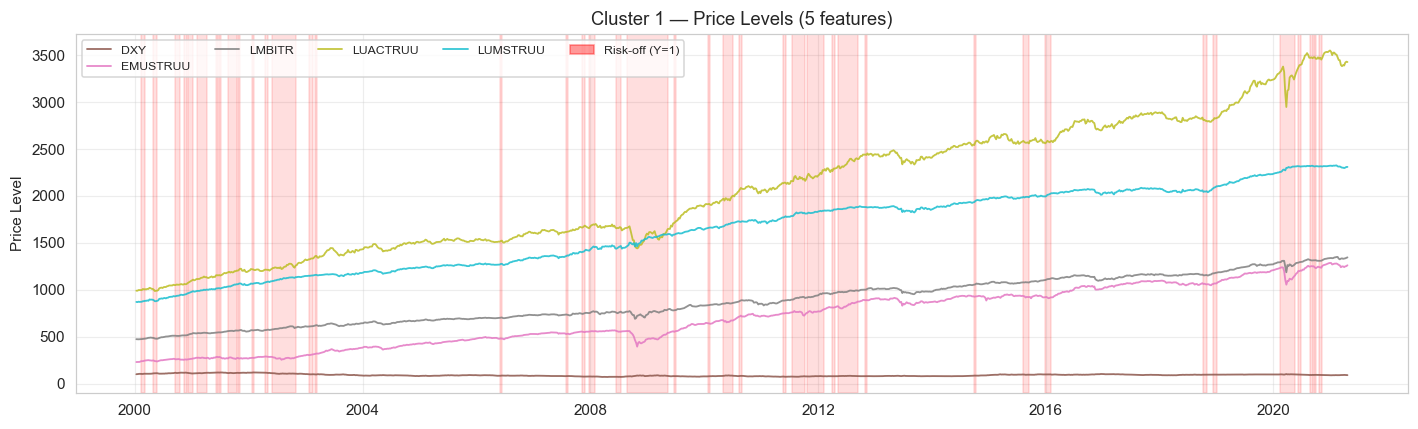 Cluster 1 — Price Levels (5 features)
DXY
EMUSTRUU
LMBITR
LUACTRUU
LUMSTRUU
Risk-off (Y=1)
Price Level
3500
3000
2500
2000
1500
1000
500
0
2000
2004
2008
2012
2016
2020